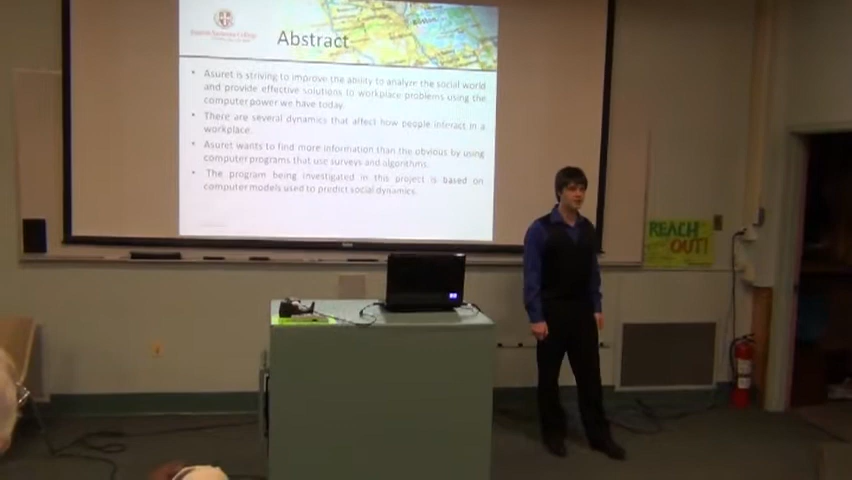 Abstract
• Asuret is striving to improve the ability to analyze the social world
and provide effective solutions to workplace problems using the
computer power we have today.
• There are several dynamics that affect how people interact in a
workplace.
• Asuret wants to find more information than the obvious by using
computer programs that use surveys and algorithms.
• The program being investigated in this project is based on
computer models used to predict social dynamics.
REACH
OUT!